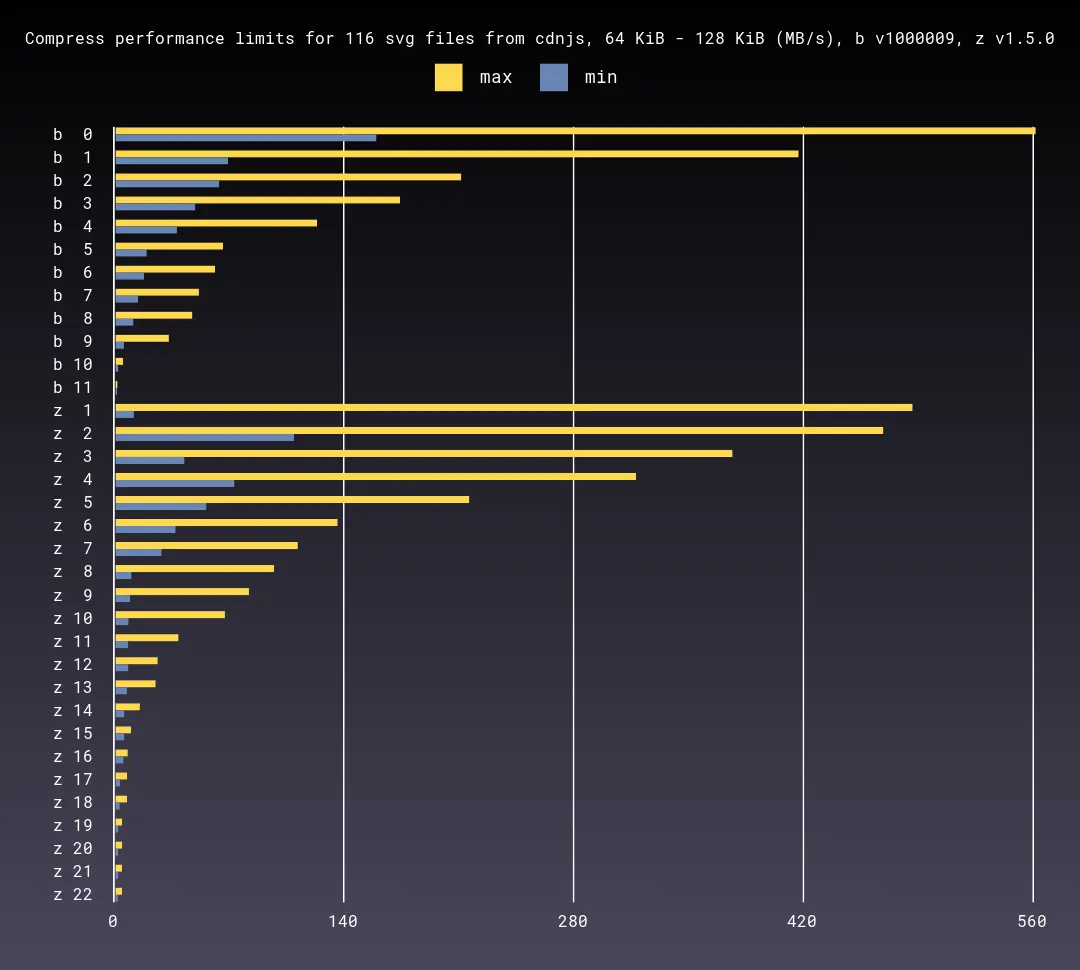 Compress performance limits for 116 svg files from cdnjs, 64 KiB - 128 KiB (MB/s), b v1000009, z v1.5.0
max min
b 0
b 1
b 2
b 3
b 4
b 5
b 6
b 7
b 8
b 9
b 10
b 11
z 1
z 2
z 3
z 4
z 5
z 6
z 7
z 8
z 9
z 10
z 11
z 12
z 13
z 14
z 15
z 16
z 17
z 18
z 19
z 20
z 21
z 22
0 140 280 420 560